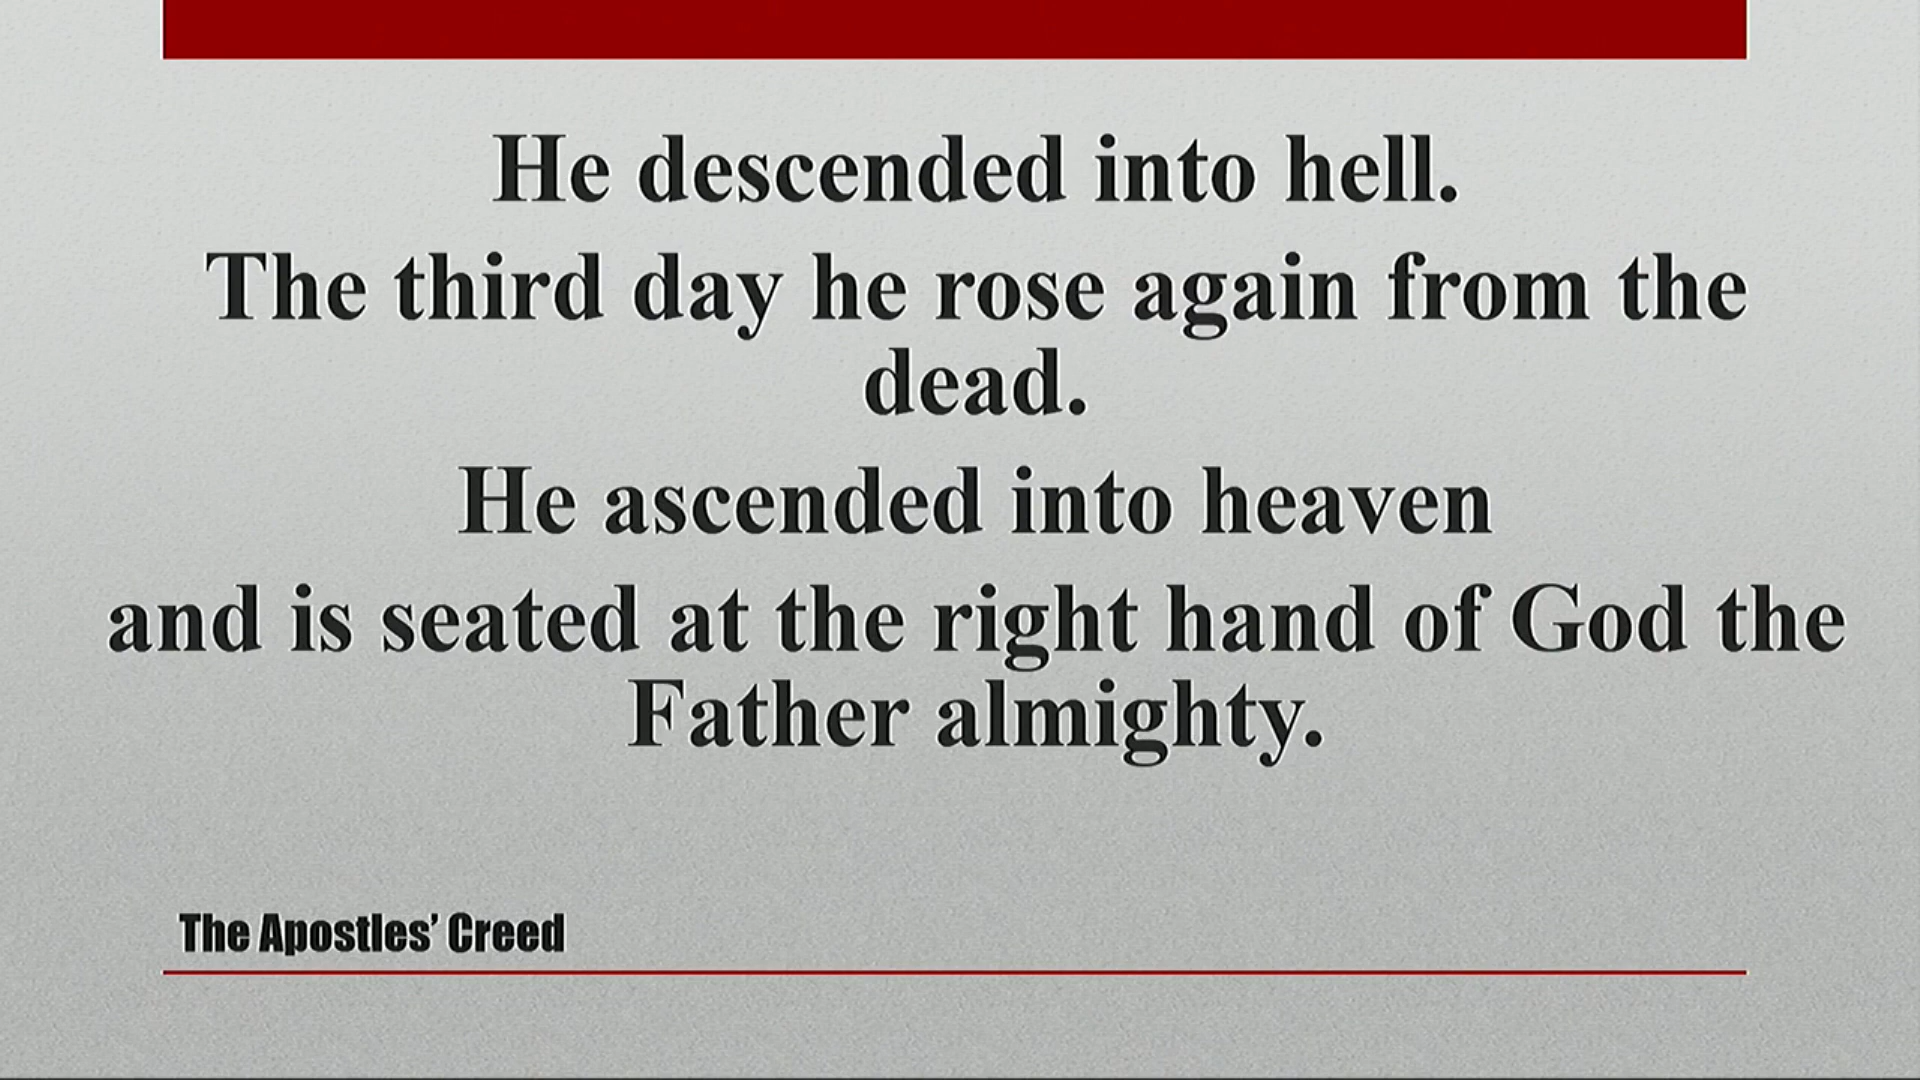 He descended into hell.
The third day he rose again from the
dead.
He ascended into heaven
and is seated at the right hand of God the
Father almighty.
The Apostles’ Creed